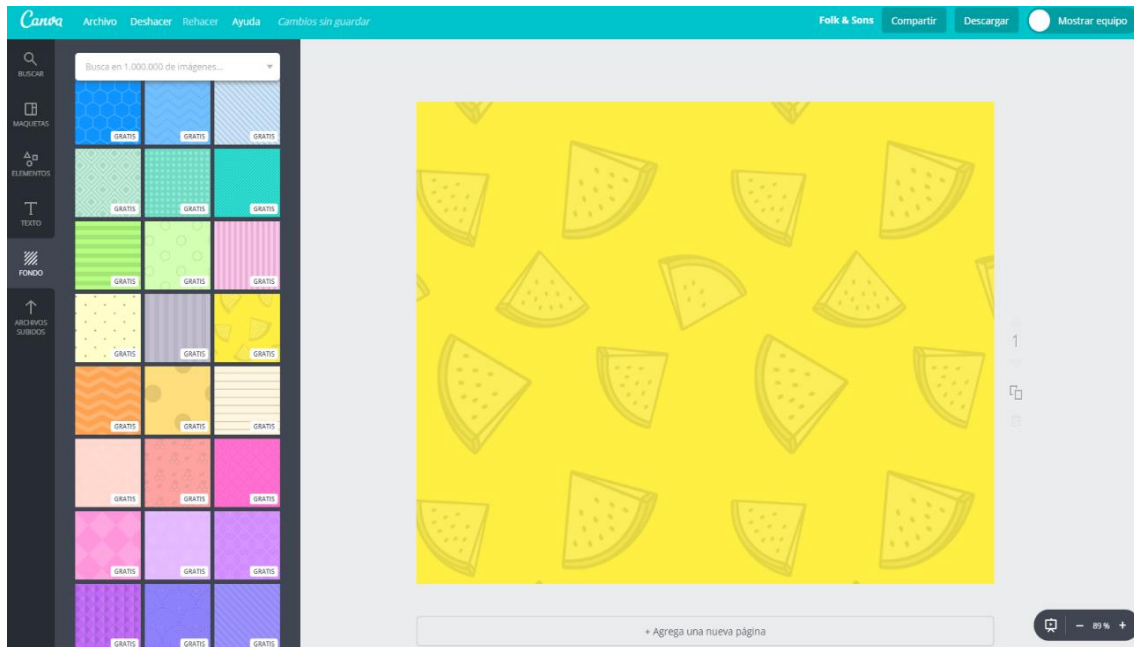 Canva Archivo Deshacer Rehacer Ayuda Cambios sin guardar Folk & Sons Compartir Descargar Mostrar equipo
BUSCAR
MAQUETAS
ELEMENTOS
TEXTO
FONDO
ARCHIVOS
SUBIDOS
Busca en 1.000.000 de imágenes...
GRATIS GRATIS GRATIS
GRATIS GRATIS GRATIS
GRATIS GRATIS GRATIS
GRATIS GRATIS GRATIS
GRATIS GRATIS GRATIS
GRATIS GRATIS GRATIS
GRATIS GRATIS GRATIS
GRATIS GRATIS GRATIS
1
+ Agrega una nueva página
− 89 % +